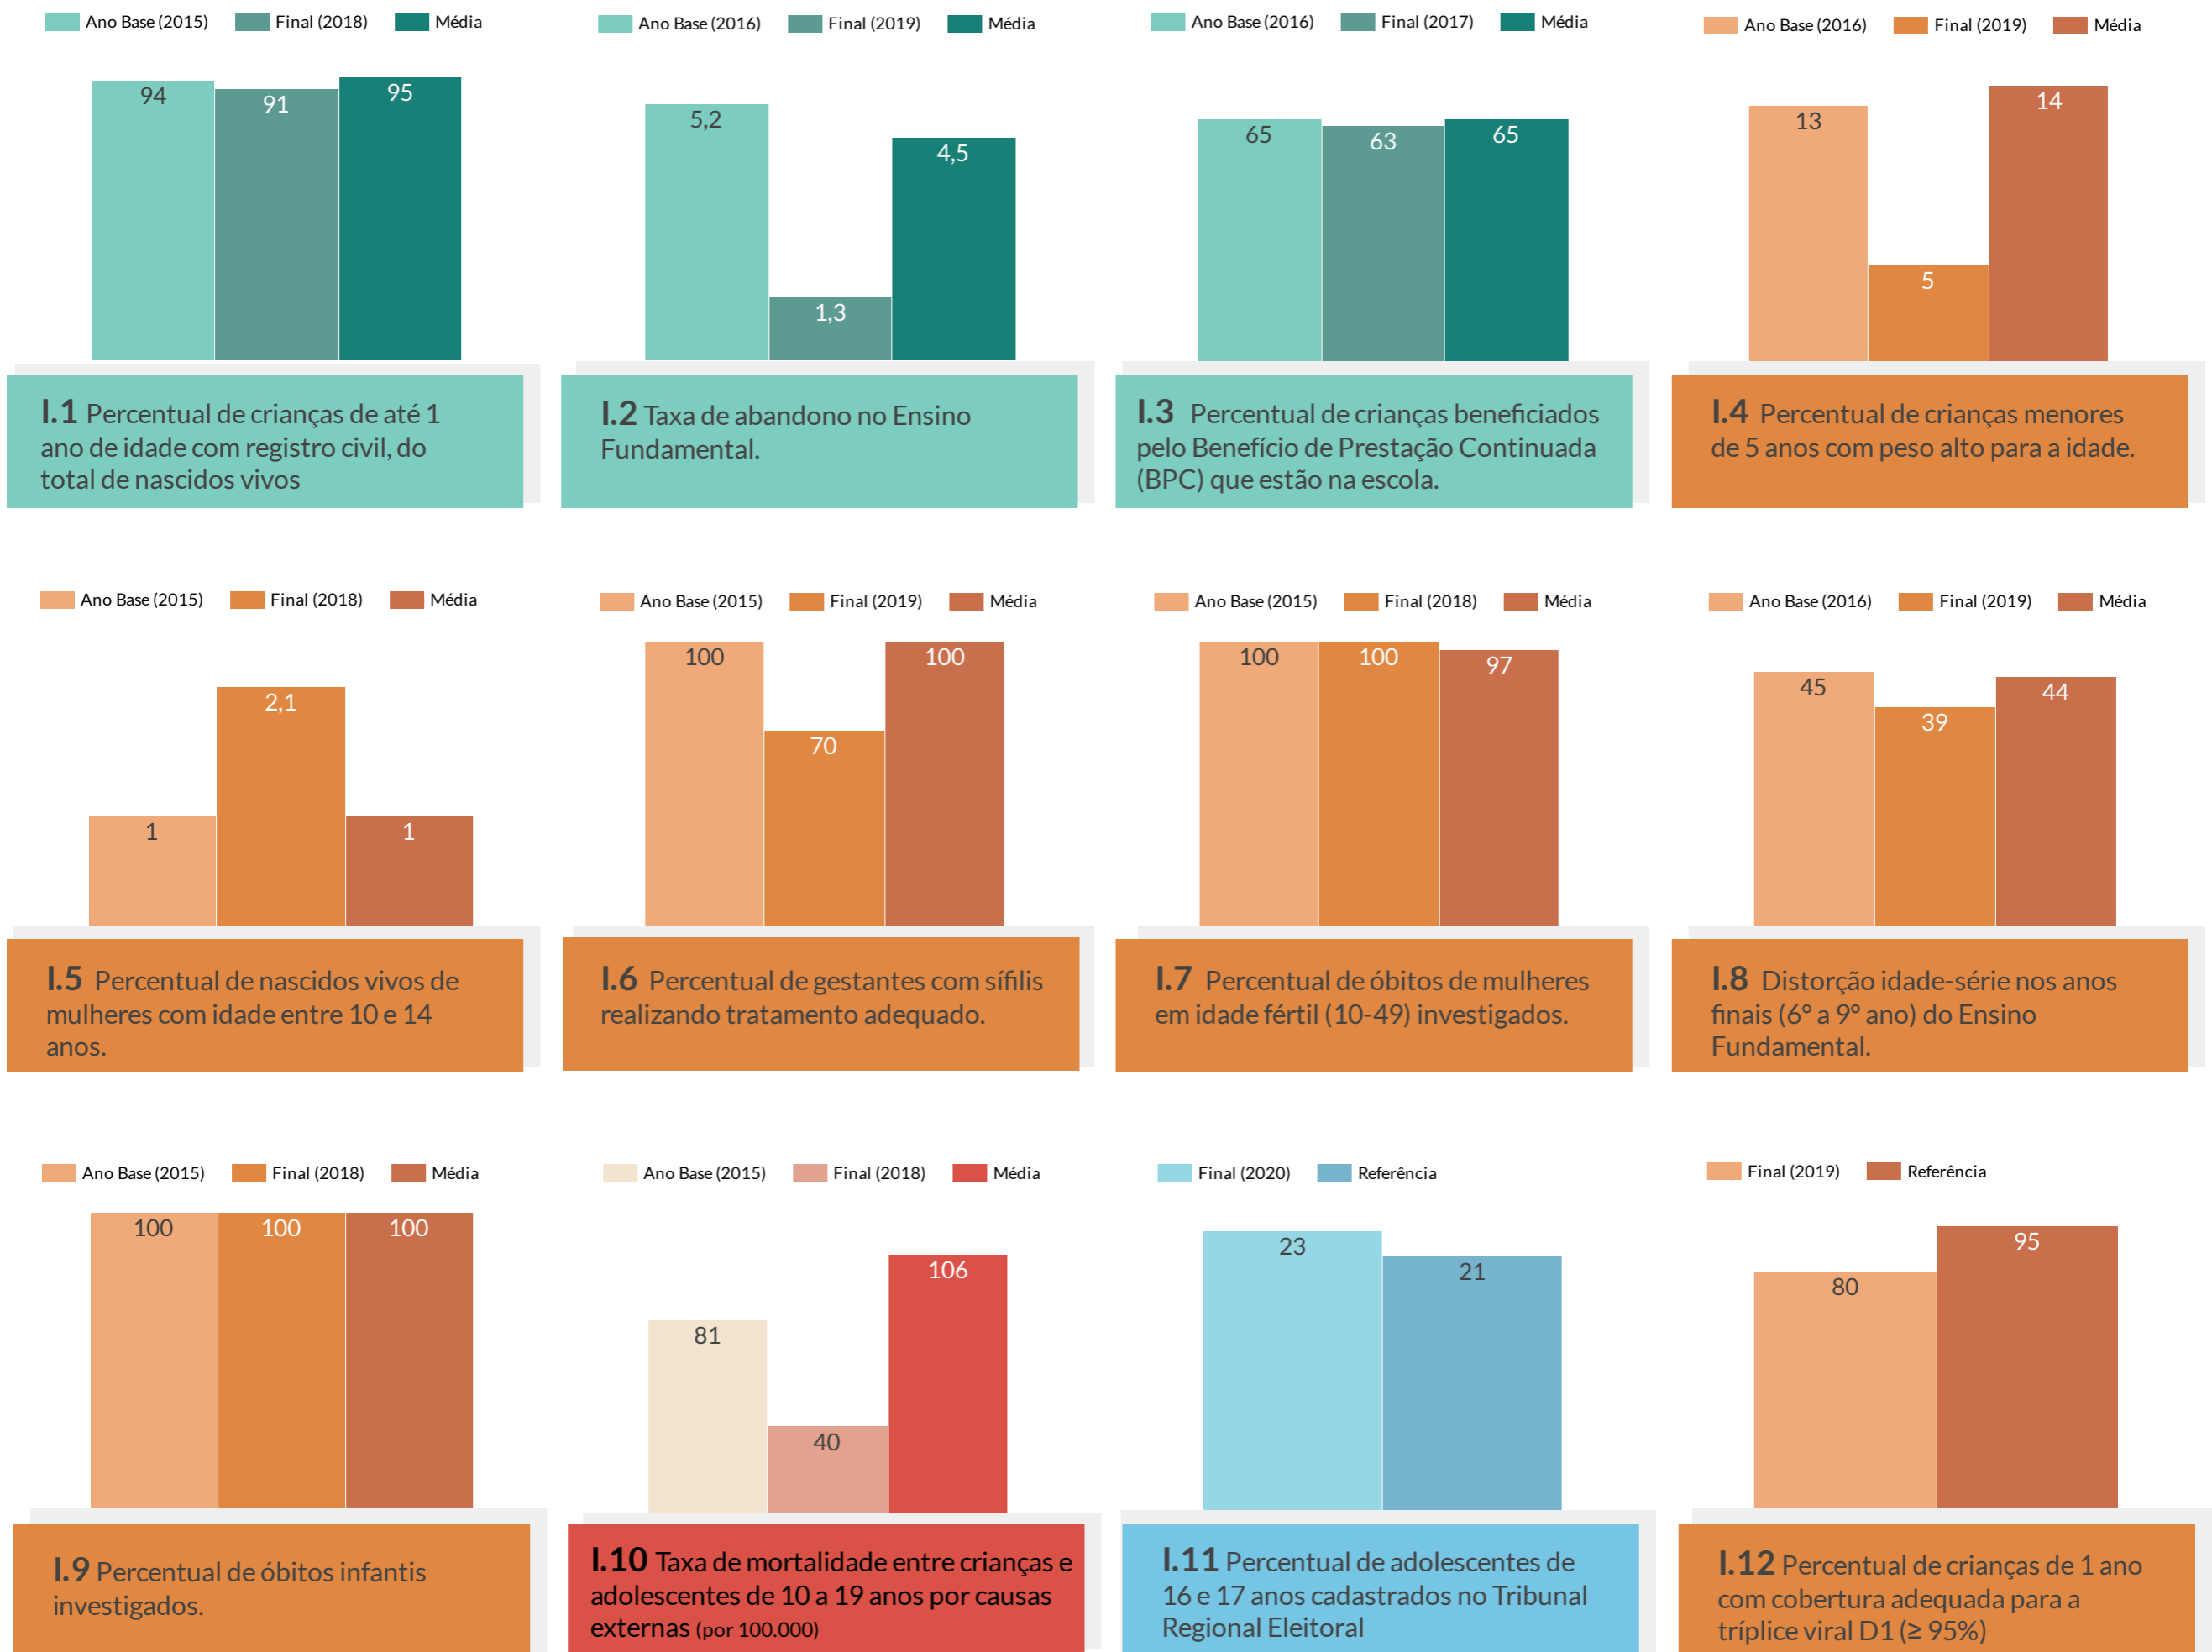 Ano Base (2015) Final (2018) Média
94
91
95
I.1 Percentual de crianças de até 1
ano de idade com registro civil, do
total de nascidos vivos
Ano Base (2016) Final (2019) Média
5,2
1,3
4,5
I.2 Taxa de abandono no Ensino
Fundamental.
Ano Base (2016) Final (2017) Média
65
63
65
I.3 Percentual de crianças beneficiados
pelo Benefício de Prestação Continuada
(BPC) que estão na escola.
Ano Base (2016) Final (2019) Média
13
5
14
I.4 Percentual de crianças menores
de 5 anos com peso alto para a idade.
Ano Base (2015) Final (2018) Média
1
2,1
1
I.5 Percentual de nascidos vivos de
mulheres com idade entre 10 e 14
anos.
Ano Base (2015) Final (2019) Média
100
70
100
I.6 Percentual de gestantes com sífilis
realizando tratamento adequado.
Ano Base (2015) Final (2018) Média
100
100
97
I.7 Percentual de óbitos de mulheres
em idade fértil (10-49) investigados.
Ano Base (2016) Final (2019) Média
45
39
44
I.8 Distorção idade-série nos anos
finais (6° a 9° ano) do Ensino
Fundamental.
Ano Base (2015) Final (2018) Média
100
100
100
I.9 Percentual de óbitos infantis
investigados.
Ano Base (2015) Final (2018) Média
81
40
106
I.10 Taxa de mortalidade entre crianças e
adolescentes de 10 a 19 anos por causas
externas (por 100.000)
Final (2020) Referência
23
21
I.11 Percentual de adolescentes de
16 e 17 anos cadastrados no Tribunal
Regional Eleitoral
Final (2019) Referência
80
95
I.12 Percentual de crianças de 1 ano
com cobertura adequada para a
tríplice viral D1 (≥ 95%)